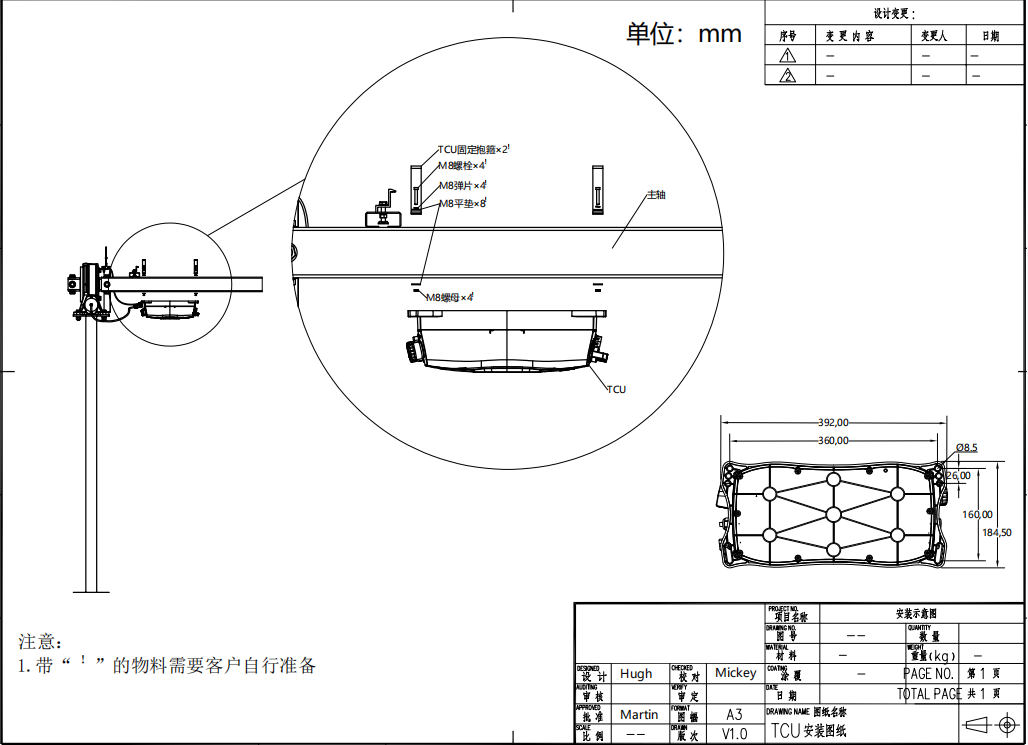 单位：mm
设计变更：
序号 变更内容 变更人 日期
1 — — —
2 — — —
TCU固定抱箍×2!
M8螺栓×4!
M8弹片×4!
M8平垫×8!
主轴
M8螺母×4!
TCU
392,00
360,00
Ø8.5
26,00
160,00
184,50
注意：
1.带“！”的物料需要客户自行准备
PROJECT NO. 项目名称 安装示意图
DRAWING NO. 图号 -- QUANTITY 数量
MATERIAL 材料 — WEIGHT 重量(kg) —
DESIGNED 设计 Hugh CHECKED 校对 Mickey COATING 涂覆 — PAGE NO. 第 1 页
AUDITING 审核 VERIFY 审定 DATE 日期 TOTAL PAGE 共 1 页
APPROVED 批准 Martin FORMAT 图幅 A3 DRAWING NAME 图纸名称
SCALE 比例 -- DRAWN 版次 V1.0 TCU安装图纸